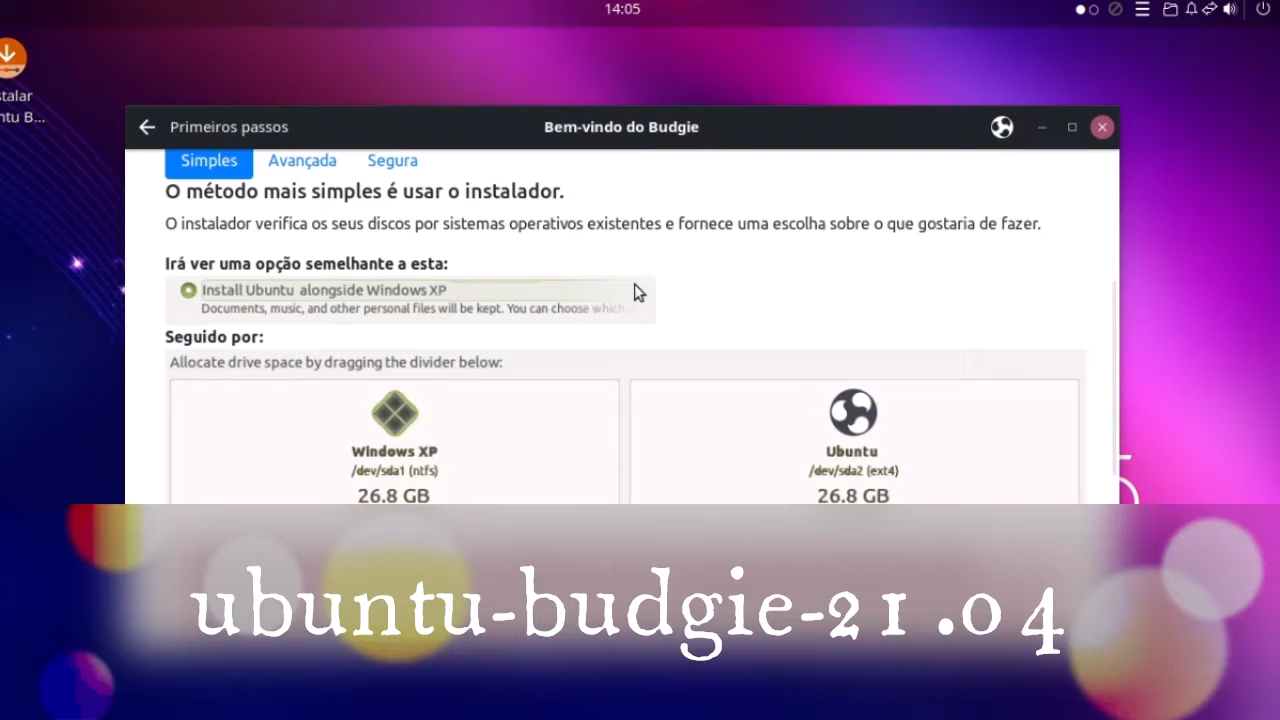 14:05
stalar
ntu B...
Primeiros passos
Bem-vindo do Budgie
Simples
Avançada
Segura
O método mais simples é usar o instalador.
O instalador verifica os seus discos por sistemas operativos existentes e fornece uma escolha sobre o que gostaria de fazer.
Irá ver uma opção semelhante a esta:
Install Ubuntu alongside Windows XP
Documents, music, and other personal files will be kept. You can choose which
Seguido por:
Allocate drive space by dragging the divider below:
Windows XP
/dev/sda1 (ntfs)
26.8 GB
Ubuntu
/dev/sda2 (ext4)
26.8 GB
5
ubuntu-budgie-21.04